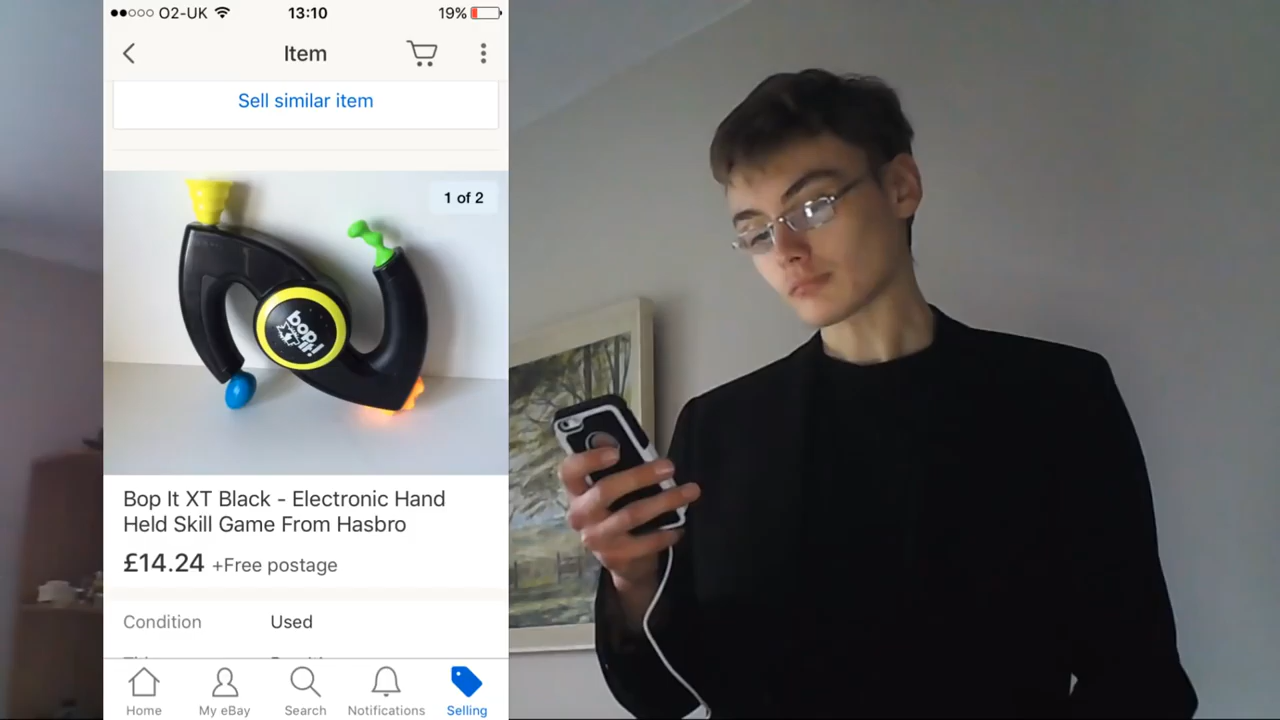 O2-UK 13:10 19%
Item
Sell similar item
1 of 2
bop it!
Bop It XT Black - Electronic Hand
Held Skill Game From Hasbro
£14.24 +Free postage
Condition Used
Home My eBay Search Notifications Selling